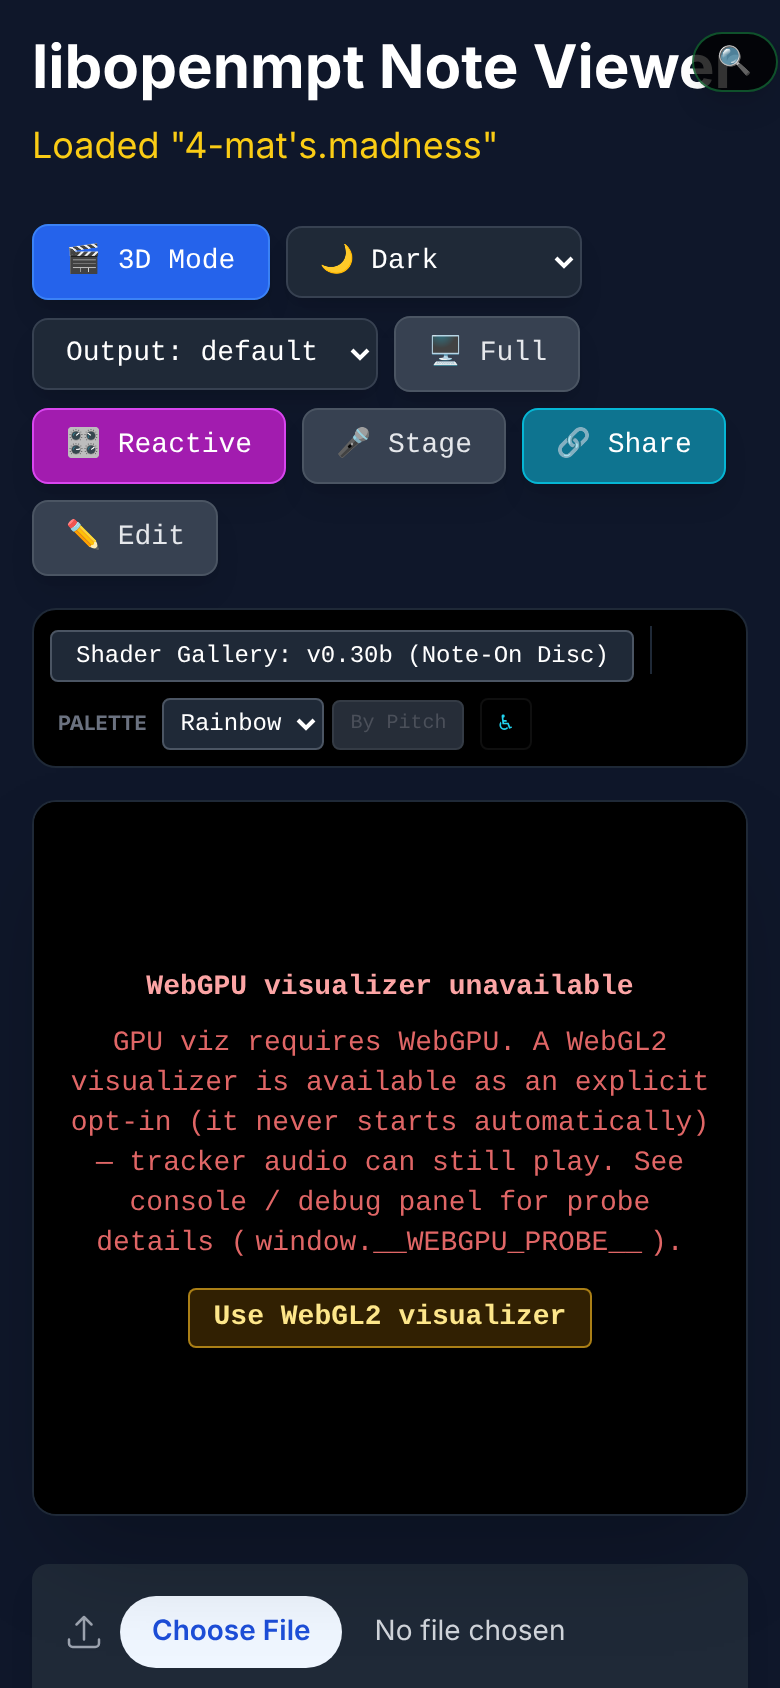 libopenmpt Note Viewer
Loaded "4-mat's.madness"
3D Mode
Dark
Output: default
Full
Reactive
Stage
Share
Edit
Shader Gallery: v0.30b (Note-On Disc)
PALETTE
Rainbow
By Pitch
WebGPU visualizer unavailable
GPU viz requires WebGPU. A WebGL2
visualizer is available as an explicit
opt-in (it never starts automatically)
— tracker audio can still play. See
console / debug panel for probe
details ( window.__WEBGPU_PROBE__ ).
Use WebGL2 visualizer
Choose File
No file chosen